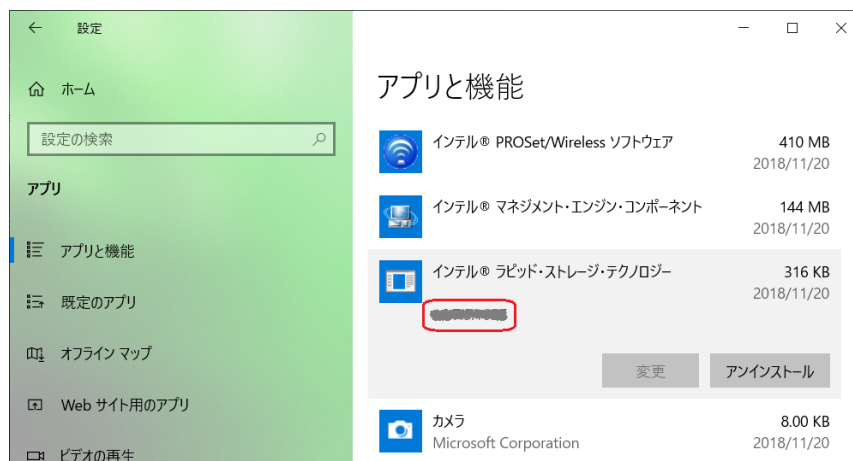 設定
ホーム
設定の検索
アプリ
アプリと機能
既定のアプリ
オフライン マップ
Web サイト用のアプリ
ビデオの再生
アプリと機能
インテル® PROSet/Wireless ソフトウェア 410 MB
2018/11/20
インテル® マネジメント・エンジン・コンポーネント 144 MB
2018/11/20
インテル® ラピッド・ストレージ・テクノロジー 316 KB
2018/11/20
変更 アンインストール
カメラ 8.00 KB
Microsoft Corporation 2018/11/20